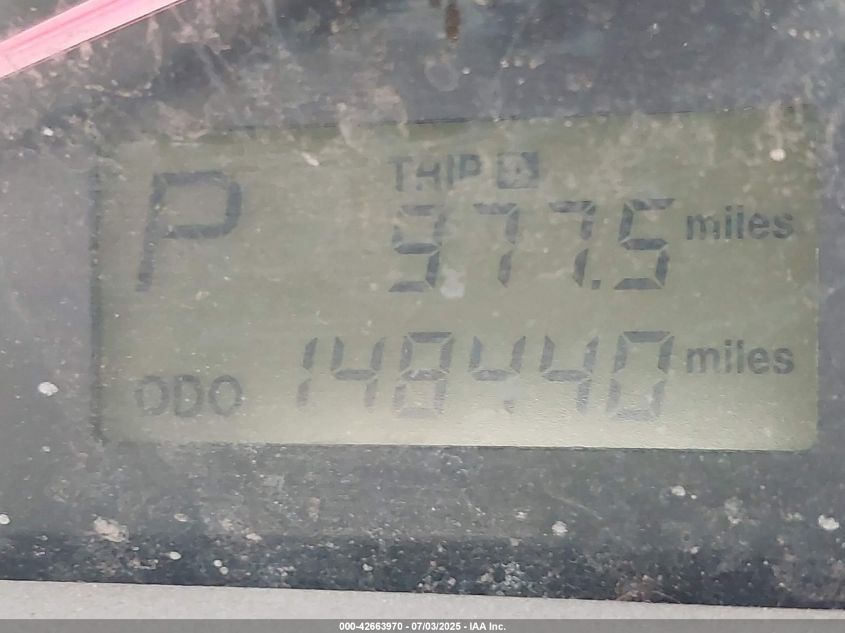 P
TRIP
977.5 miles
ODO 148440 miles
000-42663970 - 07/03/2025 - IAA Inc.